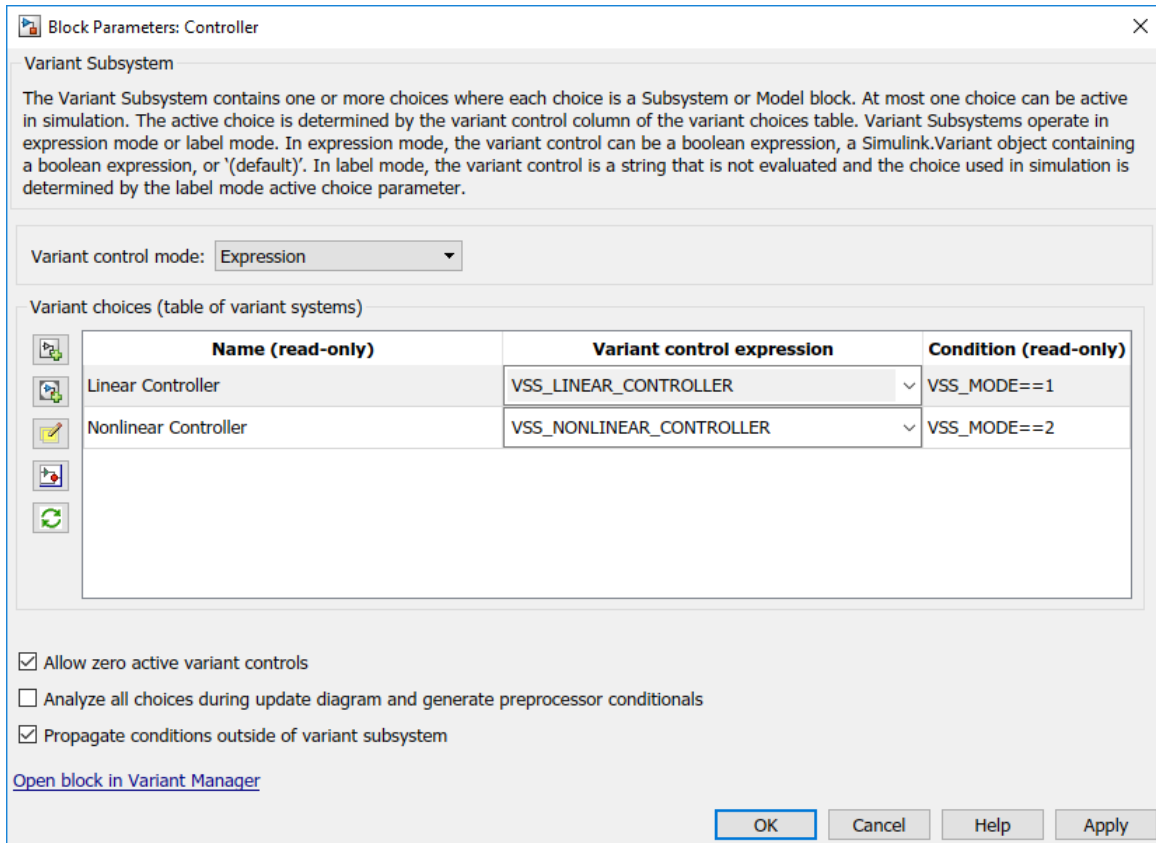 Block Parameters: Controller
Variant Subsystem
The Variant Subsystem contains one or more choices where each choice is a Subsystem or Model block. At most one choice can be active
in simulation. The active choice is determined by the variant control column of the variant choices table. Variant Subsystems operate in
expression mode or label mode. In expression mode, the variant control can be a boolean expression, a Simulink.Variant object containing
a boolean expression, or ‘(default)’. In label mode, the variant control is a string that is not evaluated and the choice used in simulation is
determined by the label mode active choice parameter.
Variant control mode: Expression
Variant choices (table of variant systems)
Name (read-only) Variant control expression Condition (read-only)
Linear Controller VSS_LINEAR_CONTROLLER VSS_MODE==1
Nonlinear Controller VSS_NONLINEAR_CONTROLLER VSS_MODE==2
Allow zero active variant controls
Analyze all choices during update diagram and generate preprocessor conditionals
Propagate conditions outside of variant subsystem
Open block in Variant Manager
OK Cancel Help Apply